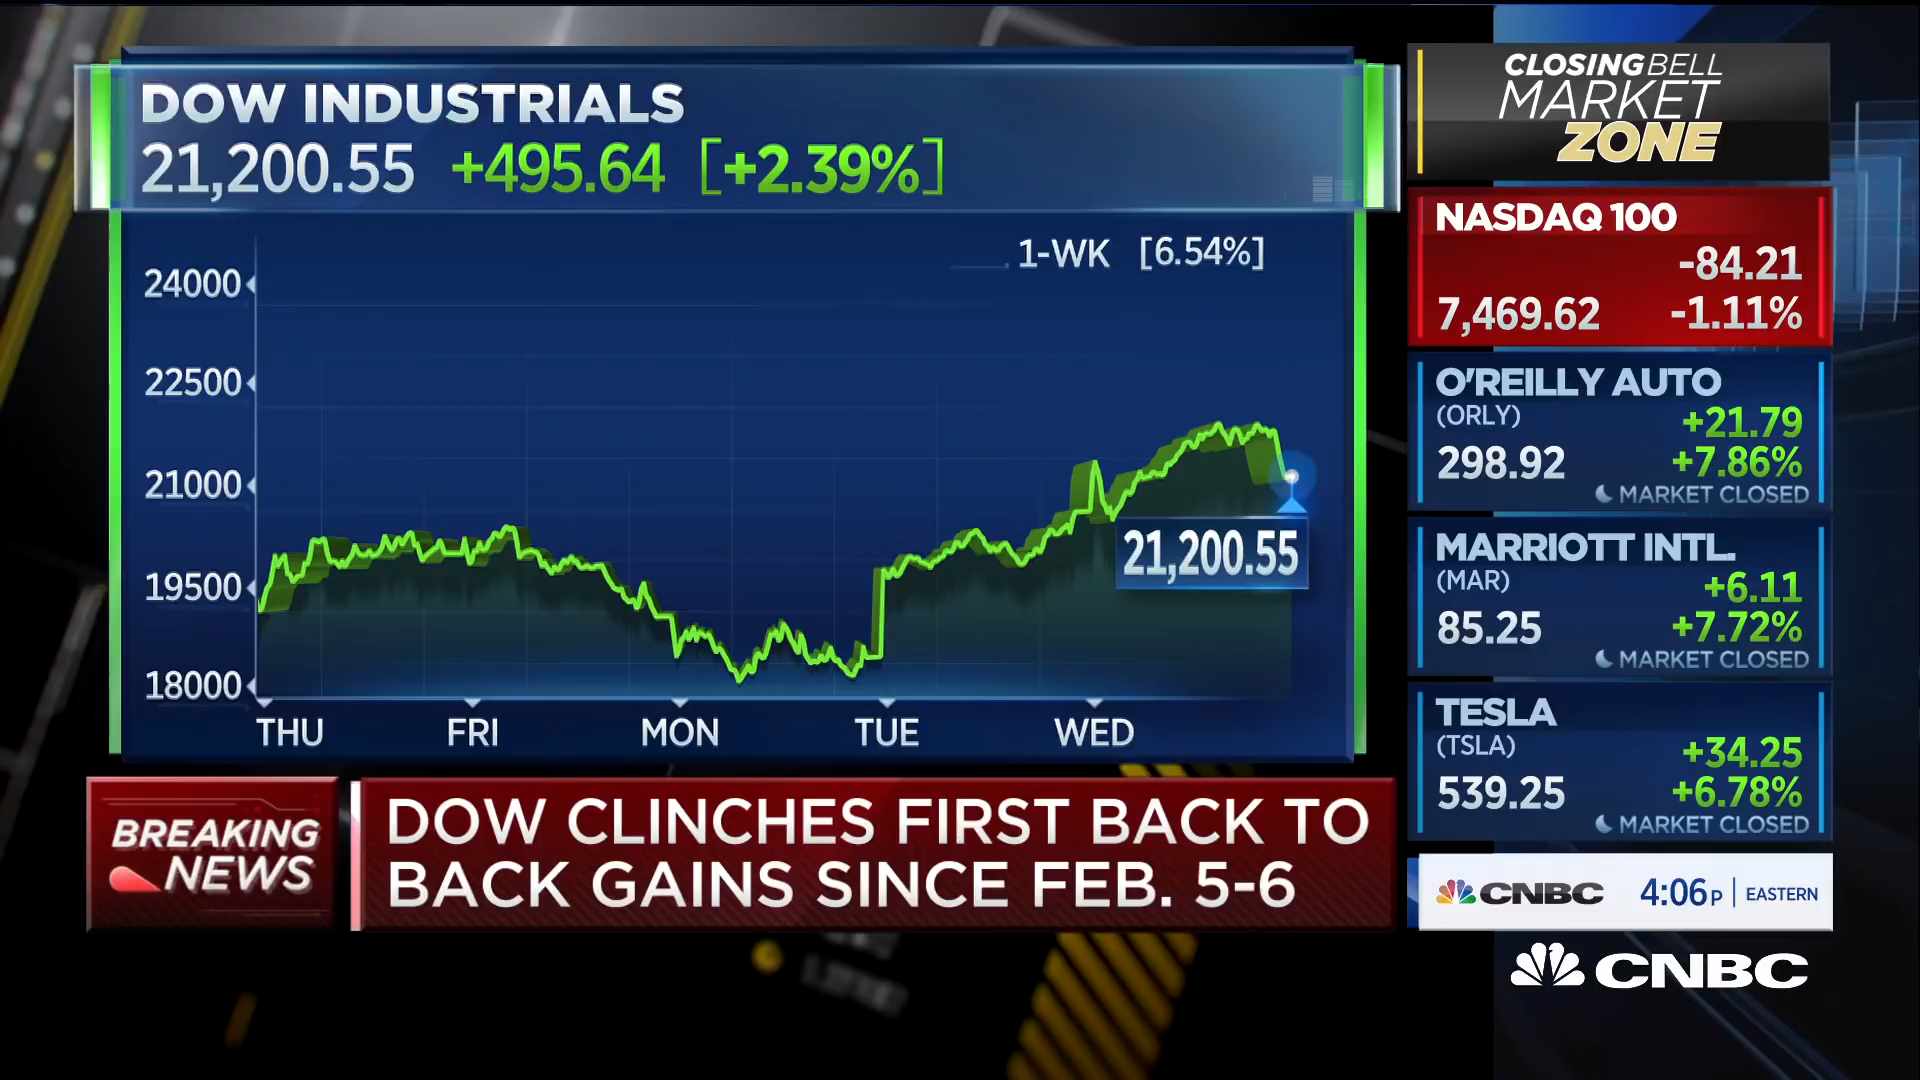 DOW INDUSTRIALS
21,200.55 +495.64 [+2.39%]
1-WK [6.54%]
24000
22500
21000
19500
18000
21,200.55
THU FRI MON TUE WED
BREAKING
NEWS
DOW CLINCHES FIRST BACK TO
BACK GAINS SINCE FEB. 5-6
CLOSING BELL
MARKET
ZONE
NASDAQ 100
-84.21
7,469.62 -1.11%
O'REILLY AUTO
(ORLY) +21.79
298.92 +7.86%
MARKET CLOSED
MARRIOTT INTL.
(MAR) +6.11
85.25 +7.72%
MARKET CLOSED
TESLA
(TSLA) +34.25
539.25 +6.78%
MARKET CLOSED
CNBC 4:06P | EASTERN
CNBC